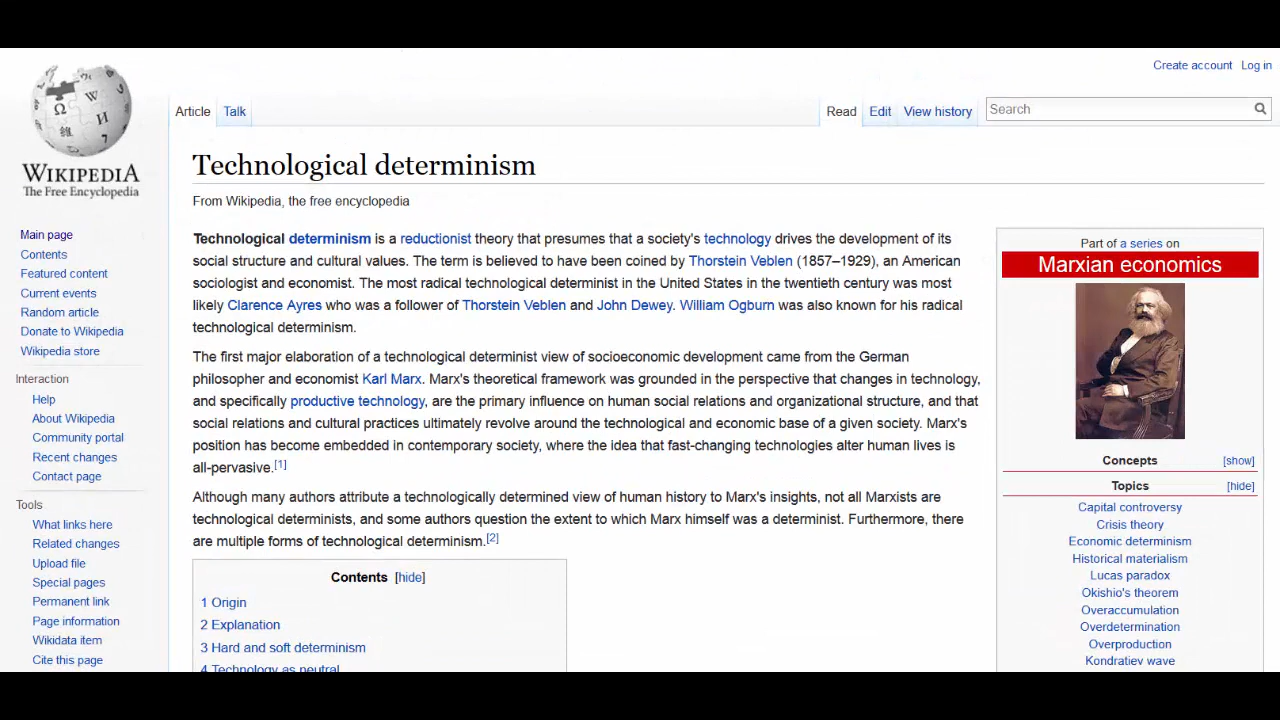 Create account Log in
Article Talk Read Edit View history Search
WIKIPEDIA
The Free Encyclopedia
Main page
Contents
Featured content
Current events
Random article
Donate to Wikipedia
Wikipedia store
Interaction
Help
About Wikipedia
Community portal
Recent changes
Contact page
Tools
What links here
Related changes
Upload file
Special pages
Permanent link
Page information
Wikidata item
Cite this page
Technological determinism
From Wikipedia, the free encyclopedia
Technological determinism is a reductionist theory that presumes that a society's technology drives the development of its
social structure and cultural values. The term is believed to have been coined by Thorstein Veblen (1857–1929), an American
sociologist and economist. The most radical technological determinist in the United States in the twentieth century was most
likely Clarence Ayres who was a follower of Thorstein Veblen and John Dewey. William Ogburn was also known for his radical
technological determinism.
The first major elaboration of a technological determinist view of socioeconomic development came from the German
philosopher and economist Karl Marx. Marx's theoretical framework was grounded in the perspective that changes in technology,
and specifically productive technology, are the primary influence on human social relations and organizational structure, and that
social relations and cultural practices ultimately revolve around the technological and economic base of a given society. Marx's
position has become embedded in contemporary society, where the idea that fast-changing technologies alter human lives is
all-pervasive.[1]
Although many authors attribute a technologically determined view of human history to Marx's insights, not all Marxists are
technological determinists, and some authors question the extent to which Marx himself was a determinist. Furthermore, there
are multiple forms of technological determinism.[2]
Contents [hide]
1 Origin
2 Explanation
3 Hard and soft determinism
4 Technology as neutral
Part of a series on
Marxian economics
Concepts [show]
Topics [hide]
Capital controversy
Crisis theory
Economic determinism
Historical materialism
Lucas paradox
Okishio's theorem
Overaccumulation
Overdetermination
Overproduction
Kondratiev wave